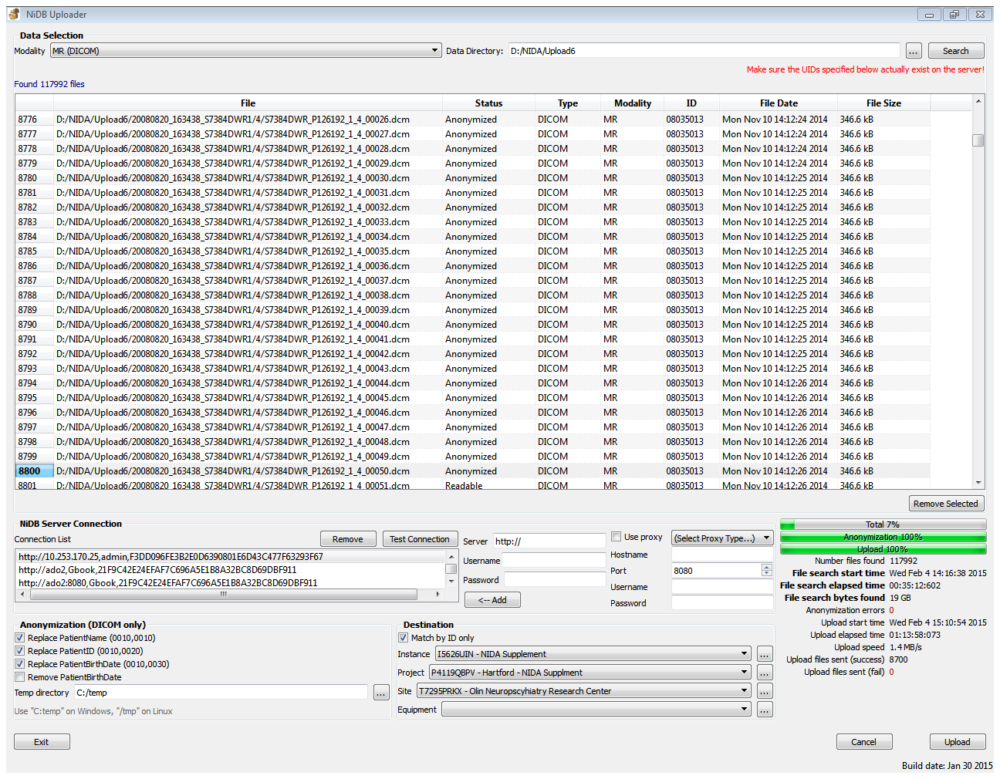 NiDB Uploader
Data Selection
Modality MR (DICOM) Data Directory: D:/NIDA/Upload6 ... Search
Make sure the UIDs specified below actually exist on the server!
Found 117992 files
File Status Type Modality ID File Date File Size
8776 D:/NIDA/Upload6/20080820_163438_S7384DWR1/4/S7384DWR_P126192_1_4_00026.dcm Anonymized DICOM MR 08035013 Mon Nov 10 14:12:24 2014 346.6 kB
8777 D:/NIDA/Upload6/20080820_163438_S7384DWR1/4/S7384DWR_P126192_1_4_00027.dcm Anonymized DICOM MR 08035013 Mon Nov 10 14:12:24 2014 346.6 kB
8778 D:/NIDA/Upload6/20080820_163438_S7384DWR1/4/S7384DWR_P126192_1_4_00028.dcm Anonymized DICOM MR 08035013 Mon Nov 10 14:12:24 2014 346.6 kB
8779 D:/NIDA/Upload6/20080820_163438_S7384DWR1/4/S7384DWR_P126192_1_4_00029.dcm Anonymized DICOM MR 08035013 Mon Nov 10 14:12:24 2014 346.6 kB
8780 D:/NIDA/Upload6/20080820_163438_S7384DWR1/4/S7384DWR_P126192_1_4_00030.dcm Anonymized DICOM MR 08035013 Mon Nov 10 14:12:25 2014 346.6 kB
8781 D:/NIDA/Upload6/20080820_163438_S7384DWR1/4/S7384DWR_P126192_1_4_00031.dcm Anonymized DICOM MR 08035013 Mon Nov 10 14:12:25 2014 346.6 kB
8782 D:/NIDA/Upload6/20080820_163438_S7384DWR1/4/S7384DWR_P126192_1_4_00032.dcm Anonymized DICOM MR 08035013 Mon Nov 10 14:12:25 2014 346.6 kB
8783 D:/NIDA/Upload6/20080820_163438_S7384DWR1/4/S7384DWR_P126192_1_4_00033.dcm Anonymized DICOM MR 08035013 Mon Nov 10 14:12:25 2014 346.6 kB
8784 D:/NIDA/Upload6/20080820_163438_S7384DWR1/4/S7384DWR_P126192_1_4_00034.dcm Anonymized DICOM MR 08035013 Mon Nov 10 14:12:25 2014 346.6 kB
8785 D:/NIDA/Upload6/20080820_163438_S7384DWR1/4/S7384DWR_P126192_1_4_00035.dcm Anonymized DICOM MR 08035013 Mon Nov 10 14:12:25 2014 346.6 kB
8786 D:/NIDA/Upload6/20080820_163438_S7384DWR1/4/S7384DWR_P126192_1_4_00036.dcm Anonymized DICOM MR 08035013 Mon Nov 10 14:12:25 2014 346.6 kB
8787 D:/NIDA/Upload6/20080820_163438_S7384DWR1/4/S7384DWR_P126192_1_4_00037.dcm Anonymized DICOM MR 08035013 Mon Nov 10 14:12:25 2014 346.6 kB
8788 D:/NIDA/Upload6/20080820_163438_S7384DWR1/4/S7384DWR_P126192_1_4_00038.dcm Anonymized DICOM MR 08035013 Mon Nov 10 14:12:25 2014 346.6 kB
8789 D:/NIDA/Upload6/20080820_163438_S7384DWR1/4/S7384DWR_P126192_1_4_00039.dcm Anonymized DICOM MR 08035013 Mon Nov 10 14:12:25 2014 346.6 kB
8790 D:/NIDA/Upload6/20080820_163438_S7384DWR1/4/S7384DWR_P126192_1_4_00040.dcm Anonymized DICOM MR 08035013 Mon Nov 10 14:12:25 2014 346.6 kB
8791 D:/NIDA/Upload6/20080820_163438_S7384DWR1/4/S7384DWR_P126192_1_4_00041.dcm Anonymized DICOM MR 08035013 Mon Nov 10 14:12:25 2014 346.6 kB
8792 D:/NIDA/Upload6/20080820_163438_S7384DWR1/4/S7384DWR_P126192_1_4_00042.dcm Anonymized DICOM MR 08035013 Mon Nov 10 14:12:25 2014 346.6 kB
8793 D:/NIDA/Upload6/20080820_163438_S7384DWR1/4/S7384DWR_P126192_1_4_00043.dcm Anonymized DICOM MR 08035013 Mon Nov 10 14:12:25 2014 346.6 kB
8794 D:/NIDA/Upload6/20080820_163438_S7384DWR1/4/S7384DWR_P126192_1_4_00044.dcm Anonymized DICOM MR 08035013 Mon Nov 10 14:12:26 2014 346.6 kB
8795 D:/NIDA/Upload6/20080820_163438_S7384DWR1/4/S7384DWR_P126192_1_4_00045.dcm Anonymized DICOM MR 08035013 Mon Nov 10 14:12:26 2014 346.6 kB
8796 D:/NIDA/Upload6/20080820_163438_S7384DWR1/4/S7384DWR_P126192_1_4_00046.dcm Anonymized DICOM MR 08035013 Mon Nov 10 14:12:26 2014 346.6 kB
8797 D:/NIDA/Upload6/20080820_163438_S7384DWR1/4/S7384DWR_P126192_1_4_00047.dcm Anonymized DICOM MR 08035013 Mon Nov 10 14:12:26 2014 346.6 kB
8798 D:/NIDA/Upload6/20080820_163438_S7384DWR1/4/S7384DWR_P126192_1_4_00048.dcm Anonymized DICOM MR 08035013 Mon Nov 10 14:12:26 2014 346.6 kB
8799 D:/NIDA/Upload6/20080820_163438_S7384DWR1/4/S7384DWR_P126192_1_4_00049.dcm Anonymized DICOM MR 08035013 Mon Nov 10 14:12:26 2014 346.6 kB
8800 D:/NIDA/Upload6/20080820_163438_S7384DWR1/4/S7384DWR_P126192_1_4_00050.dcm Anonymized DICOM MR 08035013 Mon Nov 10 14:12:26 2014 346.6 kB
8801 D:/NIDA/Upload6/20080820_163438_S7384DWR1/4/S7384DWR_P126192_1_4_00051.dcm Readable DICOM MR 08035013 Mon Nov 10 14:12:26 2014 346.6 kB
Remove Selected
NiDB Server Connection
Connection List Remove Test Connection
http://10.253.170.25,admin,F3DD096FE3B2E0D6390801E6D43C477F63293F67
http://ado2,Gbook,21F9C42E24EFAF7C696A5E1B8A32BC8D69DBF911
http://ado2:8080,Gbook,21F9C42E24EFAF7C696A5E1B8A32BC8D69DBF911
Server http://
Username
Password
<-- Add
Use proxy (Select Proxy Type...)
Hostname
Port 8080
Username
Password
Total 7%
Anonymization 100%
Upload 100%
Number files found 117992
File search start time Wed Feb 4 14:16:38 2015
File search elapsed time 00:35:12:602
File search bytes found 19 GB
Anonymization errors 0
Upload start time Wed Feb 4 15:10:54 2015
Upload elapsed time 01:13:58:073
Upload speed 1.4 MB/s
Upload files sent (success) 8700
Upload files sent (fail) 0
Anonymization (DICOM only)
Replace PatientName (0010,0010)
Replace PatientID (0010,0020)
Replace PatientBirthDate (0010,0030)
Remove PatientBirthDate
Temp directory C:/temp ...
Use "C:temp" on Windows, "/tmp" on Linux
Destination
Match by ID only
Instance I5626UIN - NIDA Supplement ...
Project P4119QBPV - Hartford - NIDA Supplment ...
Site T7295PRKX - Olin Neuropscyhiatry Research Center ...
Equipment ...
Exit Cancel Upload
Build date: Jan 30 2015